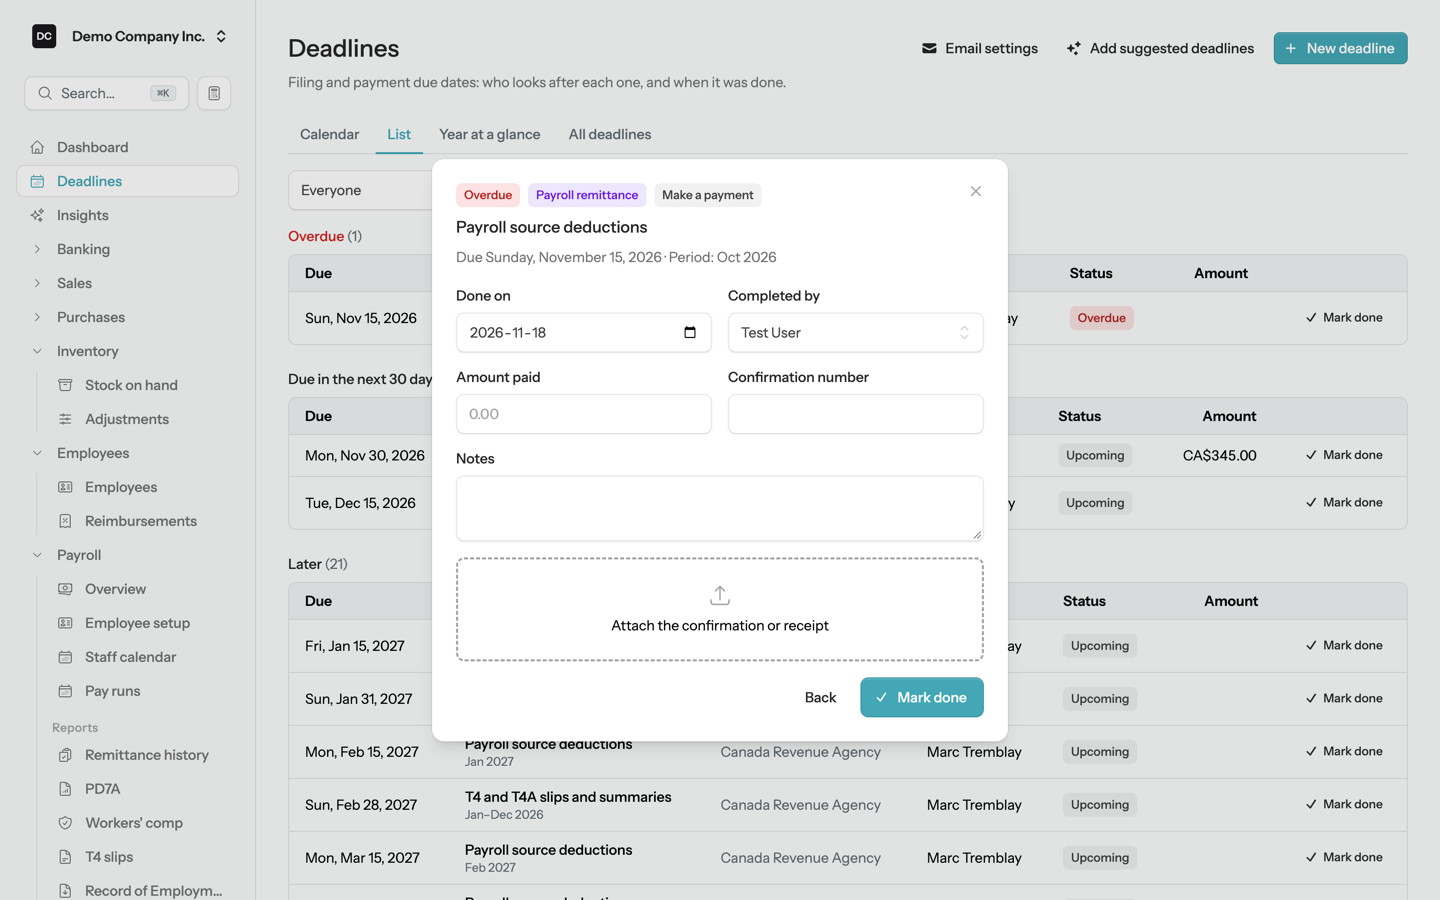 DC
Demo Company Inc.
Search...
⌘K
Dashboard
Deadlines
Insights
Banking
Sales
Purchases
Inventory
Stock on hand
Adjustments
Employees
Employees
Reimbursements
Payroll
Overview
Employee setup
Staff calendar
Pay runs
Reports
Remittance history
PD7A
Workers' comp
T4 slips
Record of Employm...
Deadlines
Filing and payment due dates: who looks after each one, and when it was done.
Email settings
Add suggested deadlines
+ New deadline
Calendar
List
Year at a glance
All deadlines
Everyone
Overdue (1)
Due
Status
Amount
Sun, Nov 15, 2026
Overdue
Mark done
Due in the next 30 day
Due
Status
Amount
Mon, Nov 30, 2026
Upcoming
CA$345.00
Mark done
Tue, Dec 15, 2026
Upcoming
Mark done
Later (21)
Due
Status
Amount
Fri, Jan 15, 2027
Upcoming
Mark done
Sun, Jan 31, 2027
Upcoming
Mark done
Mon, Feb 15, 2027
Payroll source deductions
Jan 2027
Canada Revenue Agency
Marc Tremblay
Upcoming
Mark done
Sun, Feb 28, 2027
T4 and T4A slips and summaries
Jan–Dec 2026
Canada Revenue Agency
Marc Tremblay
Upcoming
Mark done
Mon, Mar 15, 2027
Payroll source deductions
Feb 2027
Canada Revenue Agency
Marc Tremblay
Upcoming
Mark done
Overdue
Payroll remittance
Make a payment
Payroll source deductions
Due Sunday, November 15, 2026 · Period: Oct 2026
Done on
Completed by
2026-11-18
Test User
Amount paid
Confirmation number
0.00
Notes
Attach the confirmation or receipt
Back
Mark done